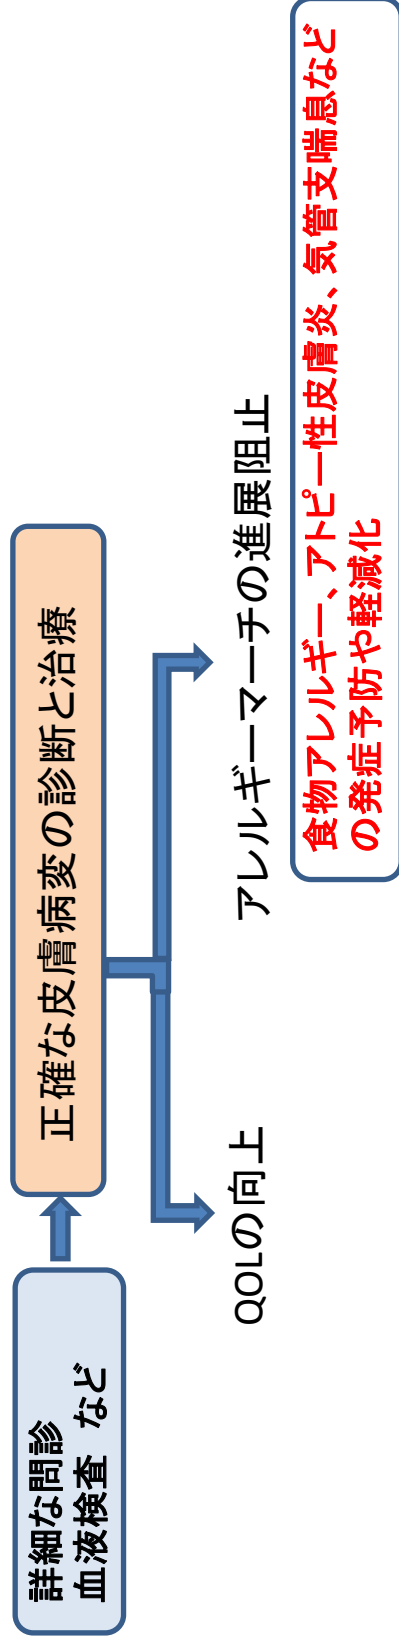 詳細な問診
血液検査 など
正確な皮膚病変の診断と治療
QOLの向上
アレルギーマーチの進展阻止
食物アレルギー、アトピー性皮膚炎、気管支喘息など
の発症予防や軽減化